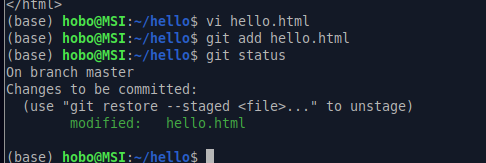 </html>
(base) hobo@MSI:~/hello$ vi hello.html
(base) hobo@MSI:~/hello$ git add hello.html
(base) hobo@MSI:~/hello$ git status
On branch master
Changes to be committed:
  (use "git restore --staged <file>..." to unstage)
        modified:   hello.html

(base) hobo@MSI:~/hello$